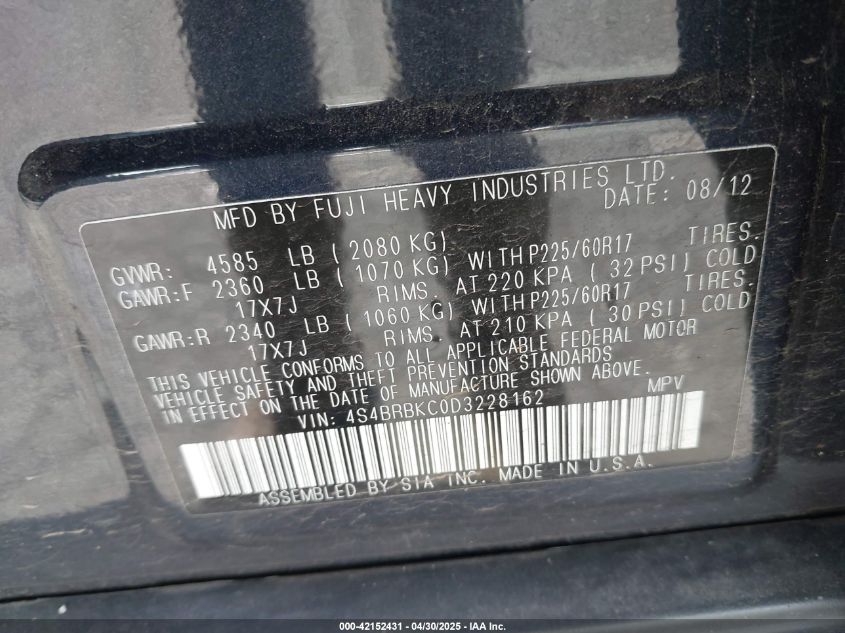 MFD BY FUJI HEAVY INDUSTRIES LTD.
DATE: 08/12
GVWR: 4585 LB ( 2080 KG)
GAWR:F 2360 LB ( 1070 KG) WITH P225/60R17 TIRES.
17X7J RIMS. AT 220 KPA ( 32 PSI) COLD
GAWR:R 2340 LB ( 1060 KG) WITH P225/60R17 TIRES.
17X7J RIMS. AT 210 KPA ( 30 PSI) COLD
THIS VEHICLE CONFORMS TO ALL APPLICABLE FEDERAL MOTOR
VEHICLE SAFETY AND THEFT PREVENTION STANDARDS
IN EFFECT ON THE DATE OF MANUFACTURE SHOWN ABOVE.
VIN: 4S4BRBKC0D3228162 MPV
ASSEMBLED BY SIA INC. MADE IN U.S.A.
000-42152431 - 04/30/2025 - IAA Inc.